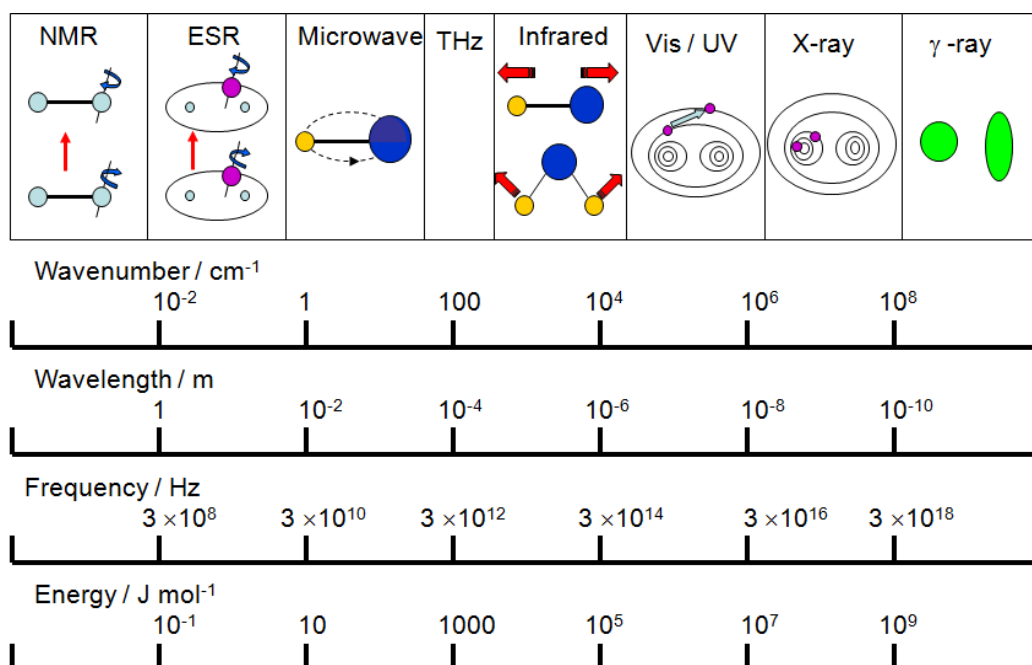 NMR ESR Microwave THz Infrared Vis / UV X-ray γ -ray
Wavenumber / cm⁻¹
10⁻² 1 100 10⁴ 10⁶ 10⁸
Wavelength / m
1 10⁻² 10⁻⁴ 10⁻⁶ 10⁻⁸ 10⁻¹⁰
Frequency / Hz
3 ×10⁸ 3 ×10¹⁰ 3 ×10¹² 3 ×10¹⁴ 3 ×10¹⁶ 3 ×10¹⁸
Energy / J mol⁻¹
10⁻¹ 10 1000 10⁵ 10⁷ 10⁹